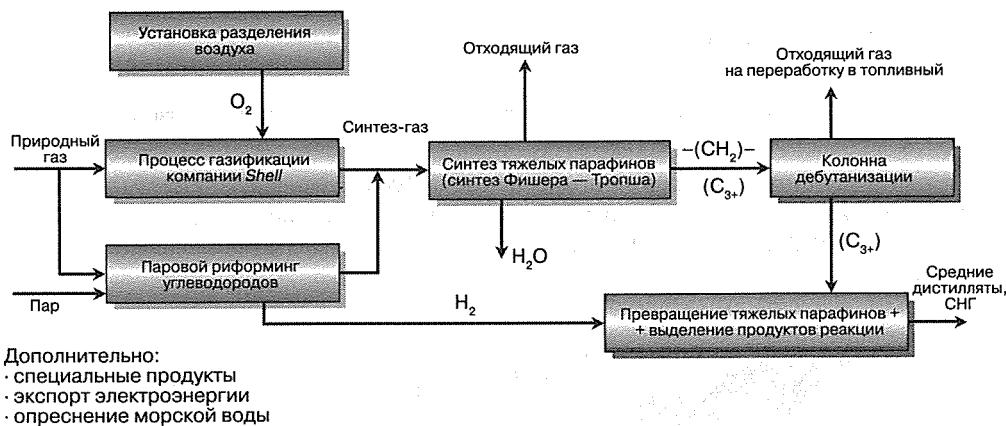 Установка разделения
воздуха
Отходящий газ
Отходящий газ
на переработку в топливный
O₂
Природный
газ
Синтез-газ
Процесс газификации
компании Shell
Синтез тяжелых парафинов
(синтез Фишера — Тропша)
–(CH₂)–
(C₃₊)
Колонна
дебутанизации
(C₃₊)
H₂O
Паровой риформинг
углеводородов
Пар
H₂
Превращение тяжелых парафинов +
+ выделение продуктов реакции
Средние
дистилляты,
СНГ
Дополнительно:
· специальные продукты
· экспорт электроэнергии
· опреснение морской воды